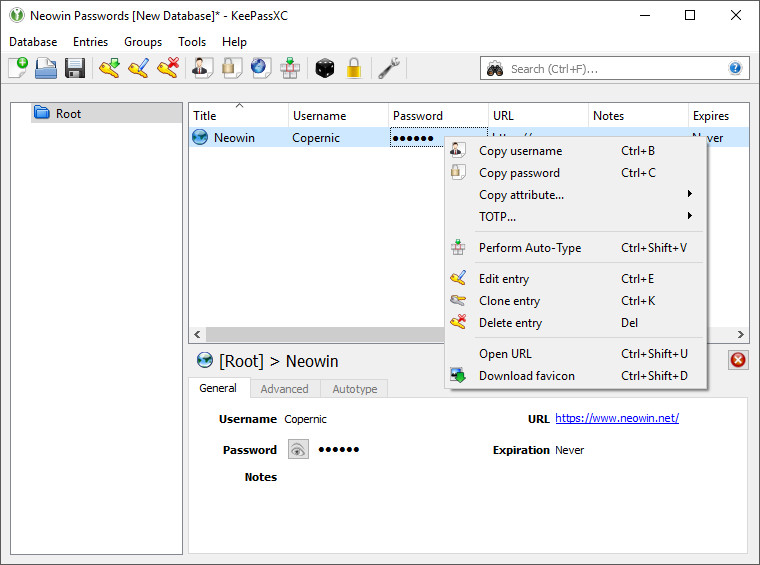 Neowin Passwords [New Database]* - KeePassXC
Database Entries Groups Tools Help
Search (Ctrl+F)...
Root
Title Username Password URL Notes Expires
Neowin Copernic ●●●●●● Never
Copy username Ctrl+B
Copy password Ctrl+C
Copy attribute...
TOTP...
Perform Auto-Type Ctrl+Shift+V
Edit entry Ctrl+E
Clone entry Ctrl+K
Delete entry Del
Open URL Ctrl+Shift+U
Download favicon Ctrl+Shift+D
[Root] > Neowin
General Advanced Autotype
Username Copernic URL https://www.neowin.net/
Password ●●●●●● Expiration Never
Notes